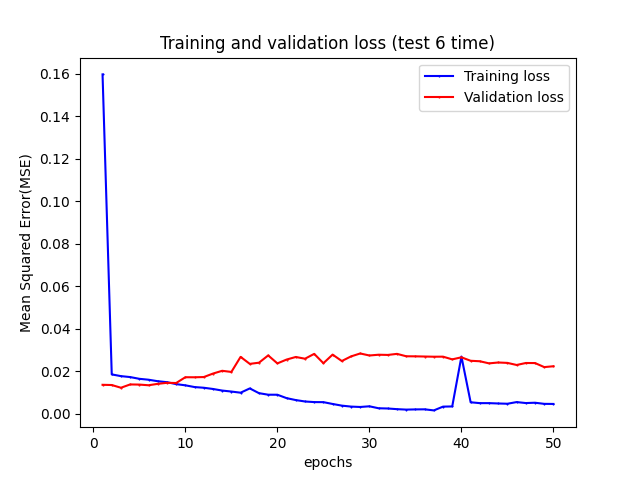 Training and validation loss (test 6 time)
Training loss
Validation loss
Mean Squared Error(MSE)
0.16
0.14
0.12
0.10
0.08
0.06
0.04
0.02
0.00
0 10 20 30 40 50
epochs